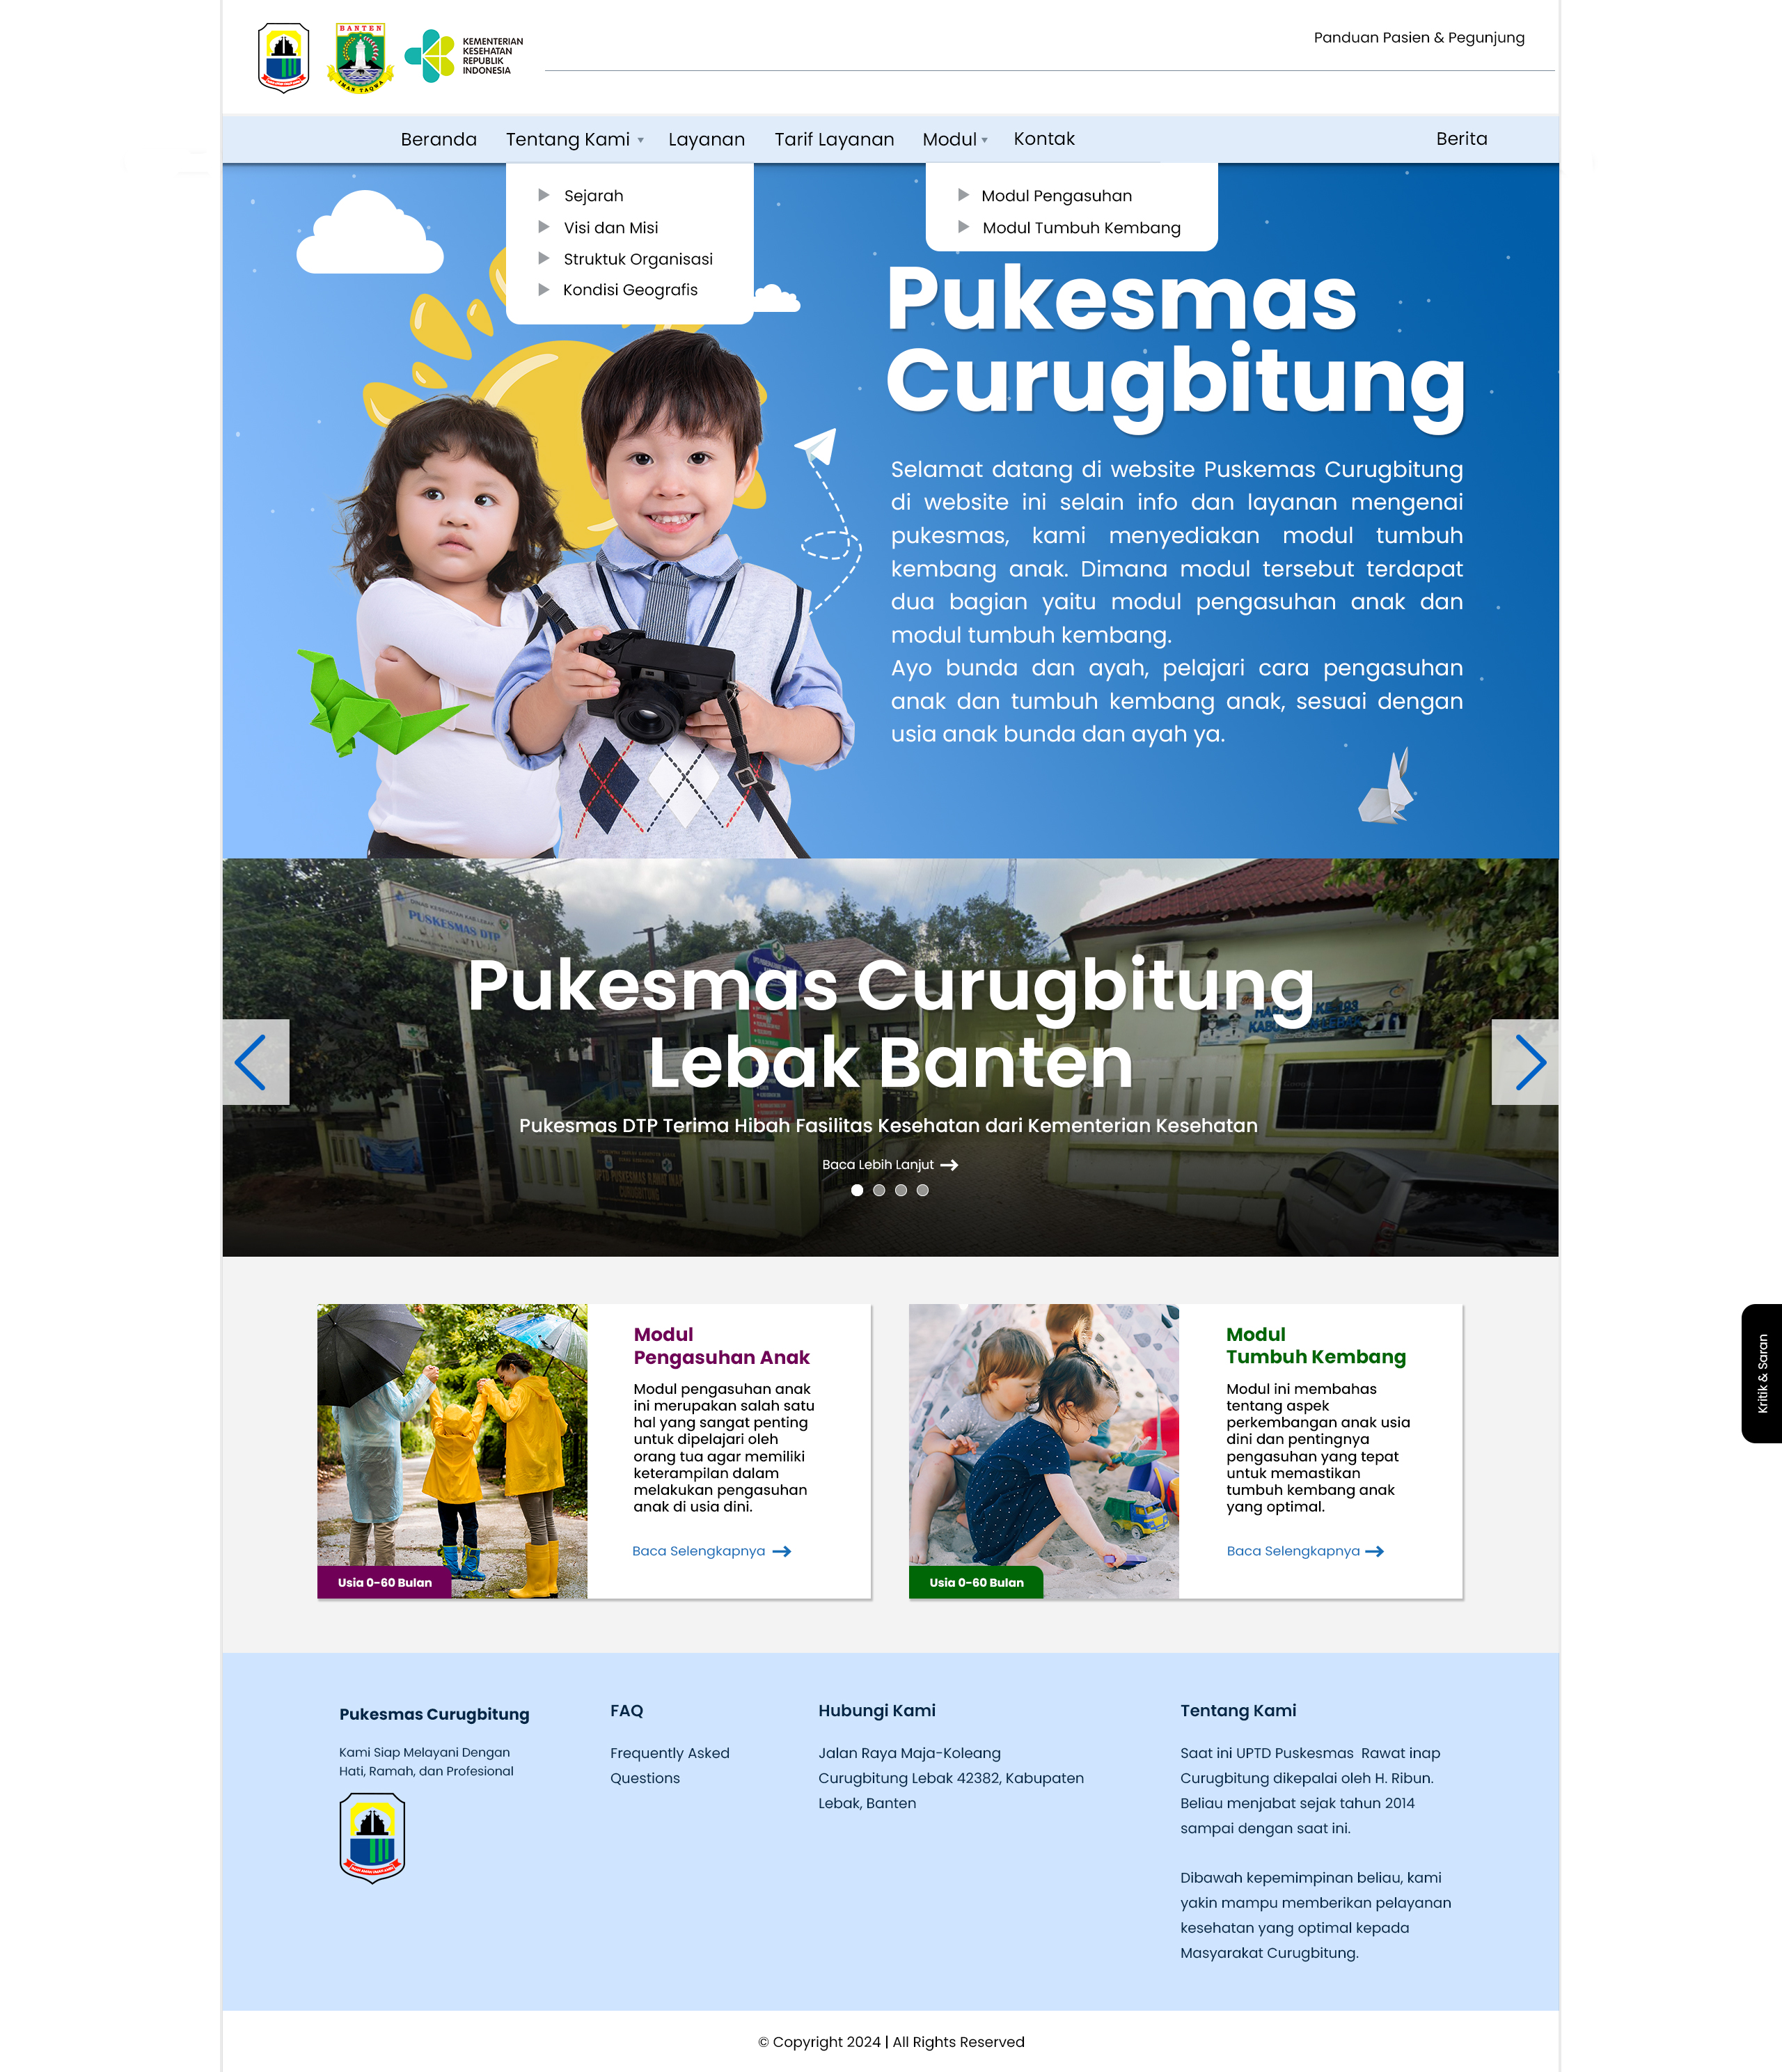 BANTEN
IMAN TAQWA
KEMENTERIAN
KESEHATAN
REPUBLIK
INDONESIA
Panduan Pasien & Pegunjung
Beranda
Tentang Kami
Layanan
Tarif Layanan
Modul
Kontak
Berita
Sejarah
Visi dan Misi
Struktuk Organisasi
Kondisi Geografis
Modul Pengasuhan
Modul Tumbuh Kembang
Pukesmas
Curugbitung
Selamat datang di website Puskemas Curugbitung
di website ini selain info dan layanan mengenai
pukesmas, kami menyediakan modul tumbuh
kembang anak. Dimana modul tersebut terdapat
dua bagian yaitu modul pengasuhan anak dan
modul tumbuh kembang.
Ayo bunda dan ayah, pelajari cara pengasuhan
anak dan tumbuh kembang anak, sesuai dengan
usia anak bunda dan ayah ya.
DINAS KESEHATAN KAB LEBAK
PUSKESMAS DTP
Pukesmas Curugbitung
Lebak Banten
Pukesmas DTP Terima Hibah Fasilitas Kesehatan dari Kementerian Kesehatan
Baca Lebih Lanjut
UPTD PUSKESMAS RAWAT INAP
CURUGBITUNG
Modul
Pengasuhan Anak
Modul pengasuhan anak
ini merupakan salah satu
hal yang sangat penting
untuk dipelajari oleh
orang tua agar memiliki
keterampilan dalam
melakukan pengasuhan
anak di usia dini.
Baca Selengkapnya
Usia 0-60 Bulan
Modul
Tumbuh Kembang
Modul ini membahas
tentang aspek
perkembangan anak usia
dini dan pentingnya
pengasuhan yang tepat
untuk memastikan
tumbuh kembang anak
yang optimal.
Baca Selengkapnya
Usia 0-60 Bulan
Kritik & Saran
Pukesmas Curugbitung
Kami Siap Melayani Dengan
Hati, Ramah, dan Profesional
FAQ
Frequently Asked
Questions
Hubungi Kami
Jalan Raya Maja-Koleang
Curugbitung Lebak 42382, Kabupaten
Lebak, Banten
Tentang Kami
Saat ini UPTD Puskesmas Rawat inap
Curugbitung dikepalai oleh H. Ribun.
Beliau menjabat sejak tahun 2014
sampai dengan saat ini.
Dibawah kepemimpinan beliau, kami
yakin mampu memberikan pelayanan
kesehatan yang optimal kepada
Masyarakat Curugbitung.
© Copyright 2024 | All Rights Reserved